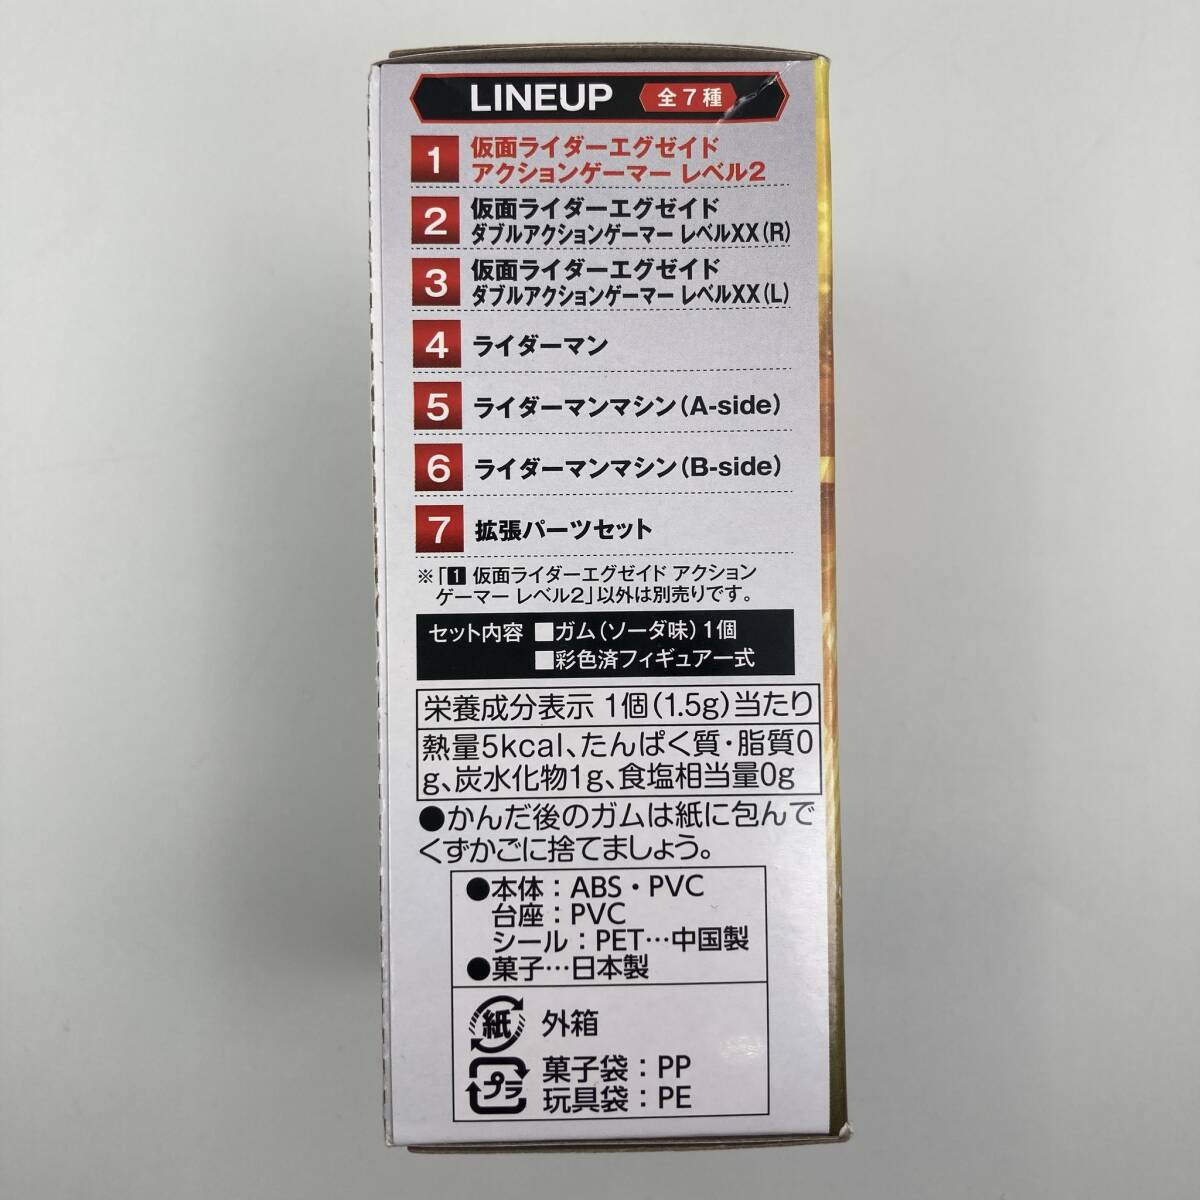 LINEUP 全7種
1 仮面ライダーエグゼイド
アクションゲーマー レベル2
2 仮面ライダーエグゼイド
ダブルアクションゲーマー レベルXX(R)
3 仮面ライダーエグゼイド
ダブルアクションゲーマー レベルXX(L)
4 ライダーマン
5 ライダーマンマシン(A-side)
6 ライダーマンマシン(B-side)
7 拡張パーツセット
※「1 仮面ライダーエグゼイド アクション
ゲーマー レベル2」以外は別売りです。
セット内容 ■ガム(ソーダ味)1個
■彩色済フィギュア一式
栄養成分表示 1個(1.5g)当たり
熱量5kcal、たんぱく質・脂質0
g、炭水化物1g、食塩相当量0g
●かんだ後のガムは紙に包んで
くずかごに捨てましょう。
●本体：ABS・PVC
台座：PVC
シール：PET…中国製
●菓子…日本製
紙 外箱
プラ 菓子袋：PP
玩具袋：PE